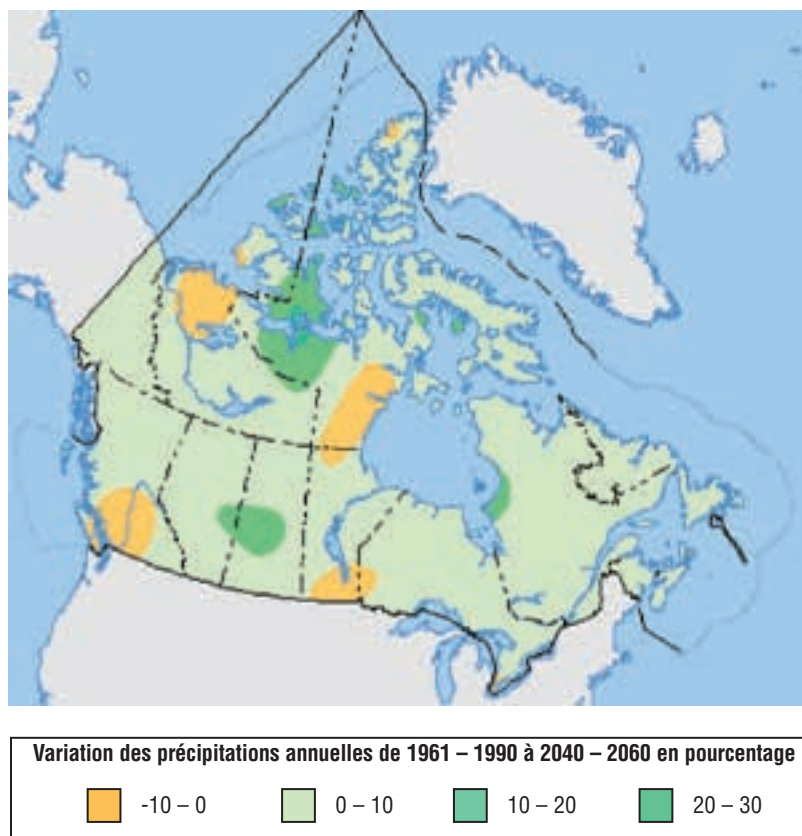 Variation des précipitations annuelles de 1961 – 1990 à 2040 – 2060 en pourcentage
-10 – 0 0 – 10 10 – 20 20 – 30